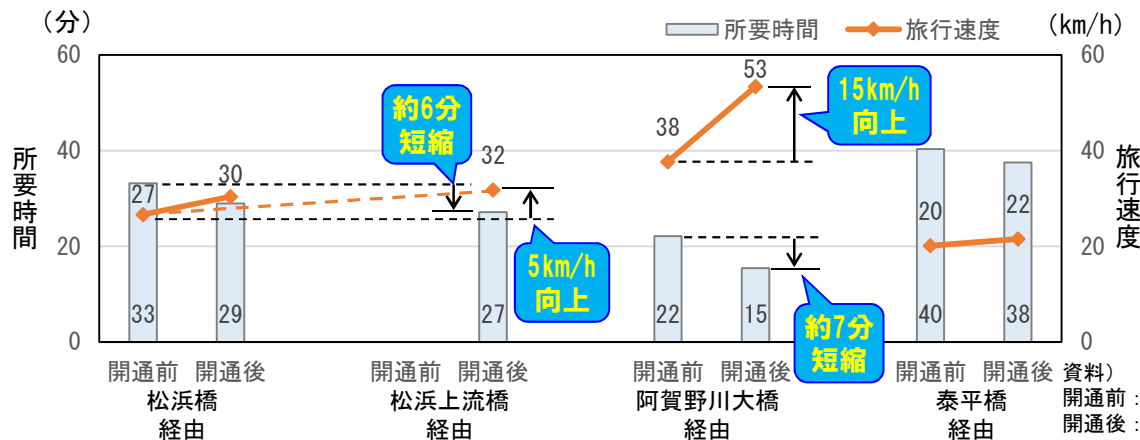 (分)
所要時間
旅行速度
(km/h)
60
40
20
0
所要時間
60
40
20
0
旅行速度
27
30
32
38
53
20
22
33
29
27
22
15
40
38
約6分
短縮
5km/h
向上
15km/h
向上
約7分
短縮
開通前 開通後 開通前 開通後 開通前 開通後 開通前 開通後
松浜橋
経由
松浜上流橋
経由
阿賀野川大橋
経由
泰平橋
経由
資料)
開通前:
開通後: